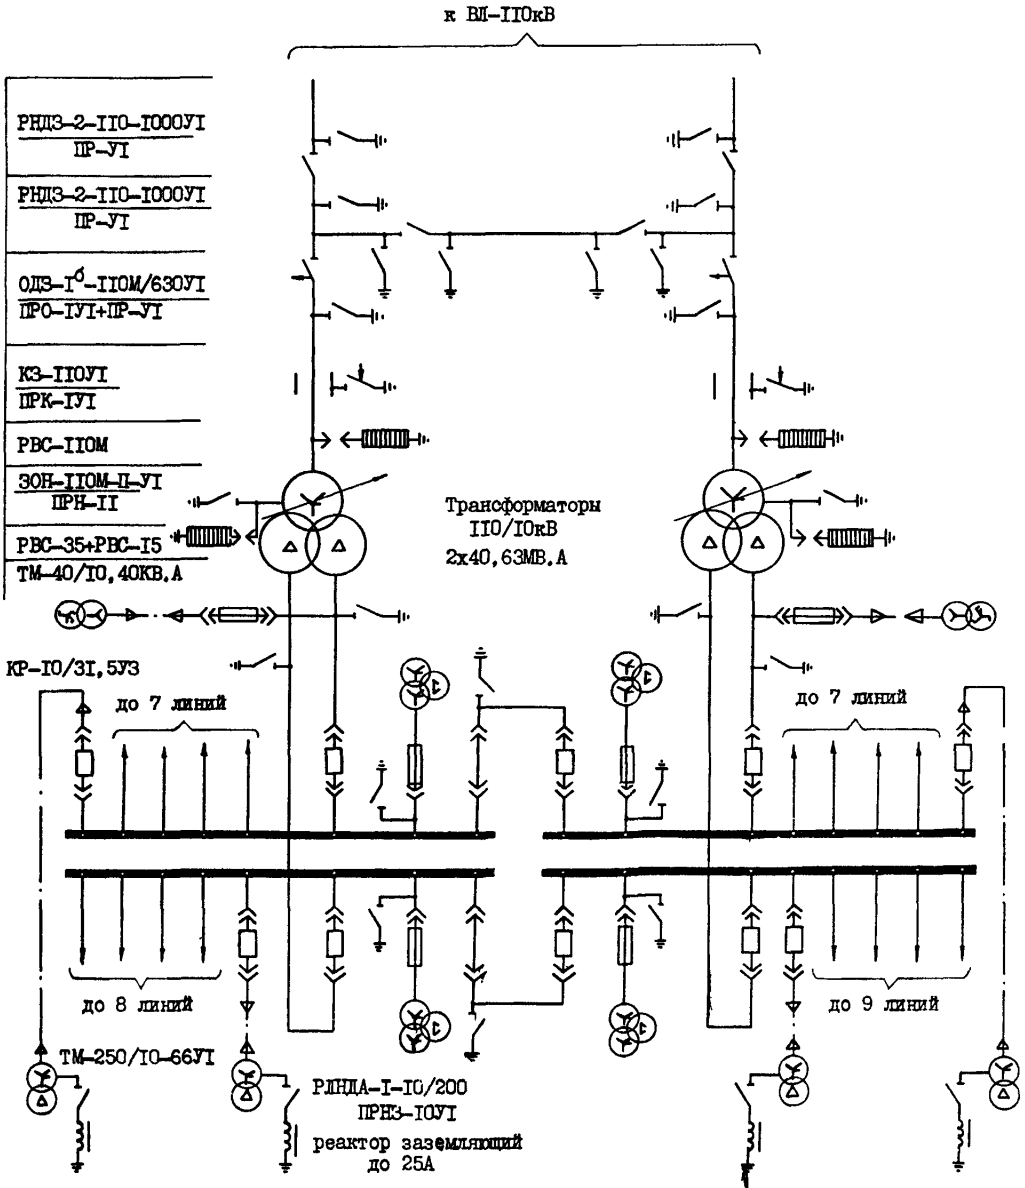 к ВЛ-110кВ
РНДЗ-2-110-1000У1
ПР-У1
РНДЗ-2-110-1000У1
ПР-У1
ОДЗ-1б-110М/630У1
ПРО-1У1+ПР-У1
КЗ-110У1
ПРК-1У1
РВС-110М
ЗОН-110М-П-У1
ПРН-11
РВС-35+РВС-15
ТМ-40/10,40КВ.А
Трансформаторы
110/10кВ
2х40,63МВ.А
КР-10/31,5У3
до 7 линий
до 7 линий
до 8 линий
до 9 линий
ТМ-250/10-66У1
РЛНДА-1-10/200
ПРНЗ-10У1
реактор заземляющий
до 25А